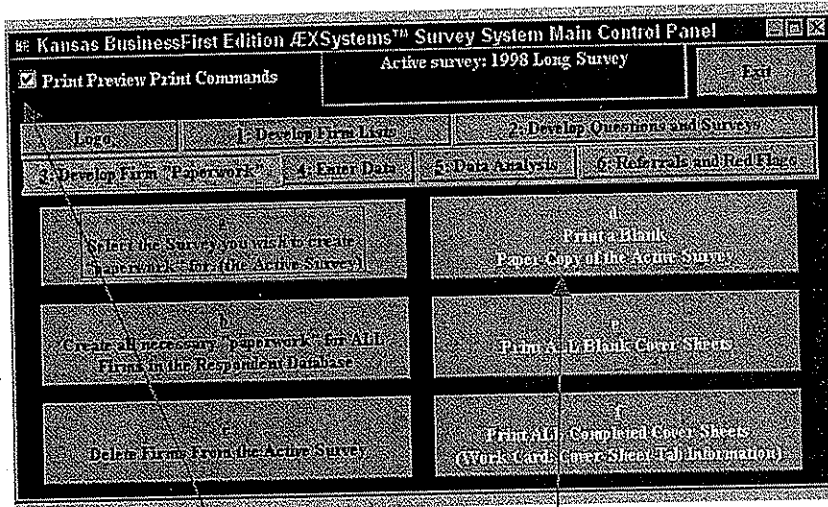 Kansas BusinessFirst Edition ÆXSystems™ Survey System Main Control Panel
Print Preview Print Commands
Active survey: 1998 Long Survey
Exit
Logo
1: Develop Firm Lists
2: Develop Questions and Surveys
3: Develop Firm "Paperwork"
4: Enter Data
5: Data Analysis
6: Referrals and Red Flags
a
Select the Survey you wish to create
"paperwork" for: (the Active Survey)
d
Print a Blank
Paper Copy of the Active Survey
b
Create all necessary "paperwork" for ALL
Firms in the Respondent Database
e
Print ALL Blank Cover Sheets
c
Delete Firms From the Active Survey
f
Print ALL Completed Cover Sheets
(Work Card, Cover Sheet Tab Information)